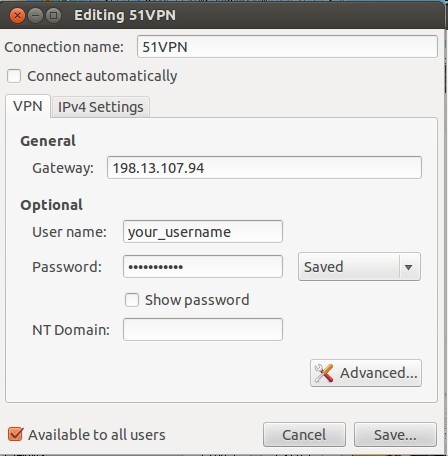 Editing 51VPN
Connection name: 51VPN
Connect automatically
VPN IPv4 Settings
General
Gateway: 198.13.107.94
Optional
User name: your_username
Password: ••••••••••• Saved
Show password
NT Domain:
Advanced...
Available to all users Cancel Save...